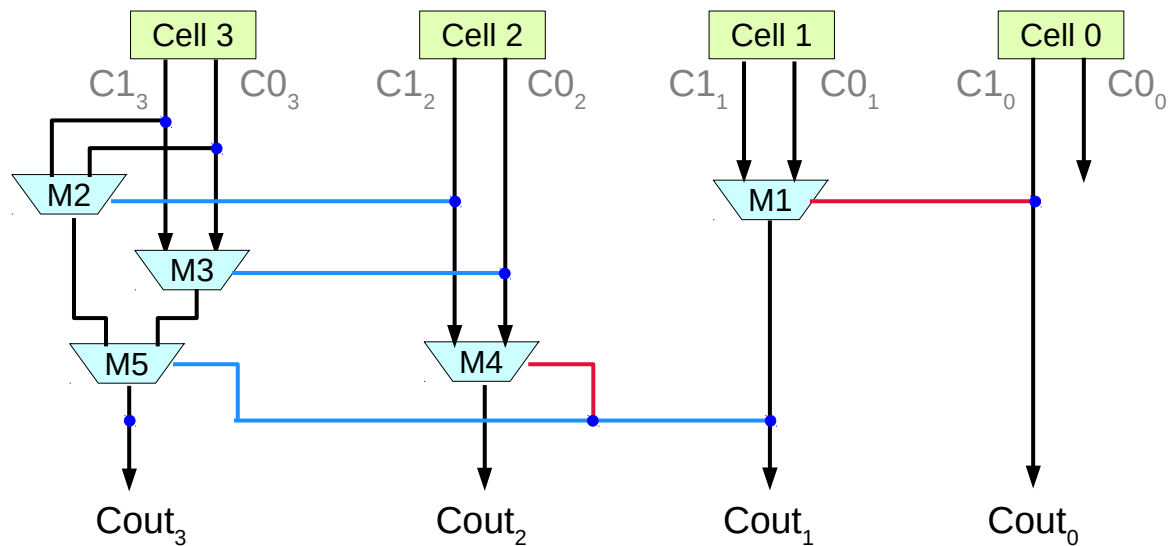 Cell 3 Cell 2 Cell 1 Cell 0
C1₃ C0₃ C1₂ C0₂ C1₁ C0₁ C1₀ C0₀
M2 M1
M3
M5 M4
Cout₃ Cout₂ Cout₁ Cout₀